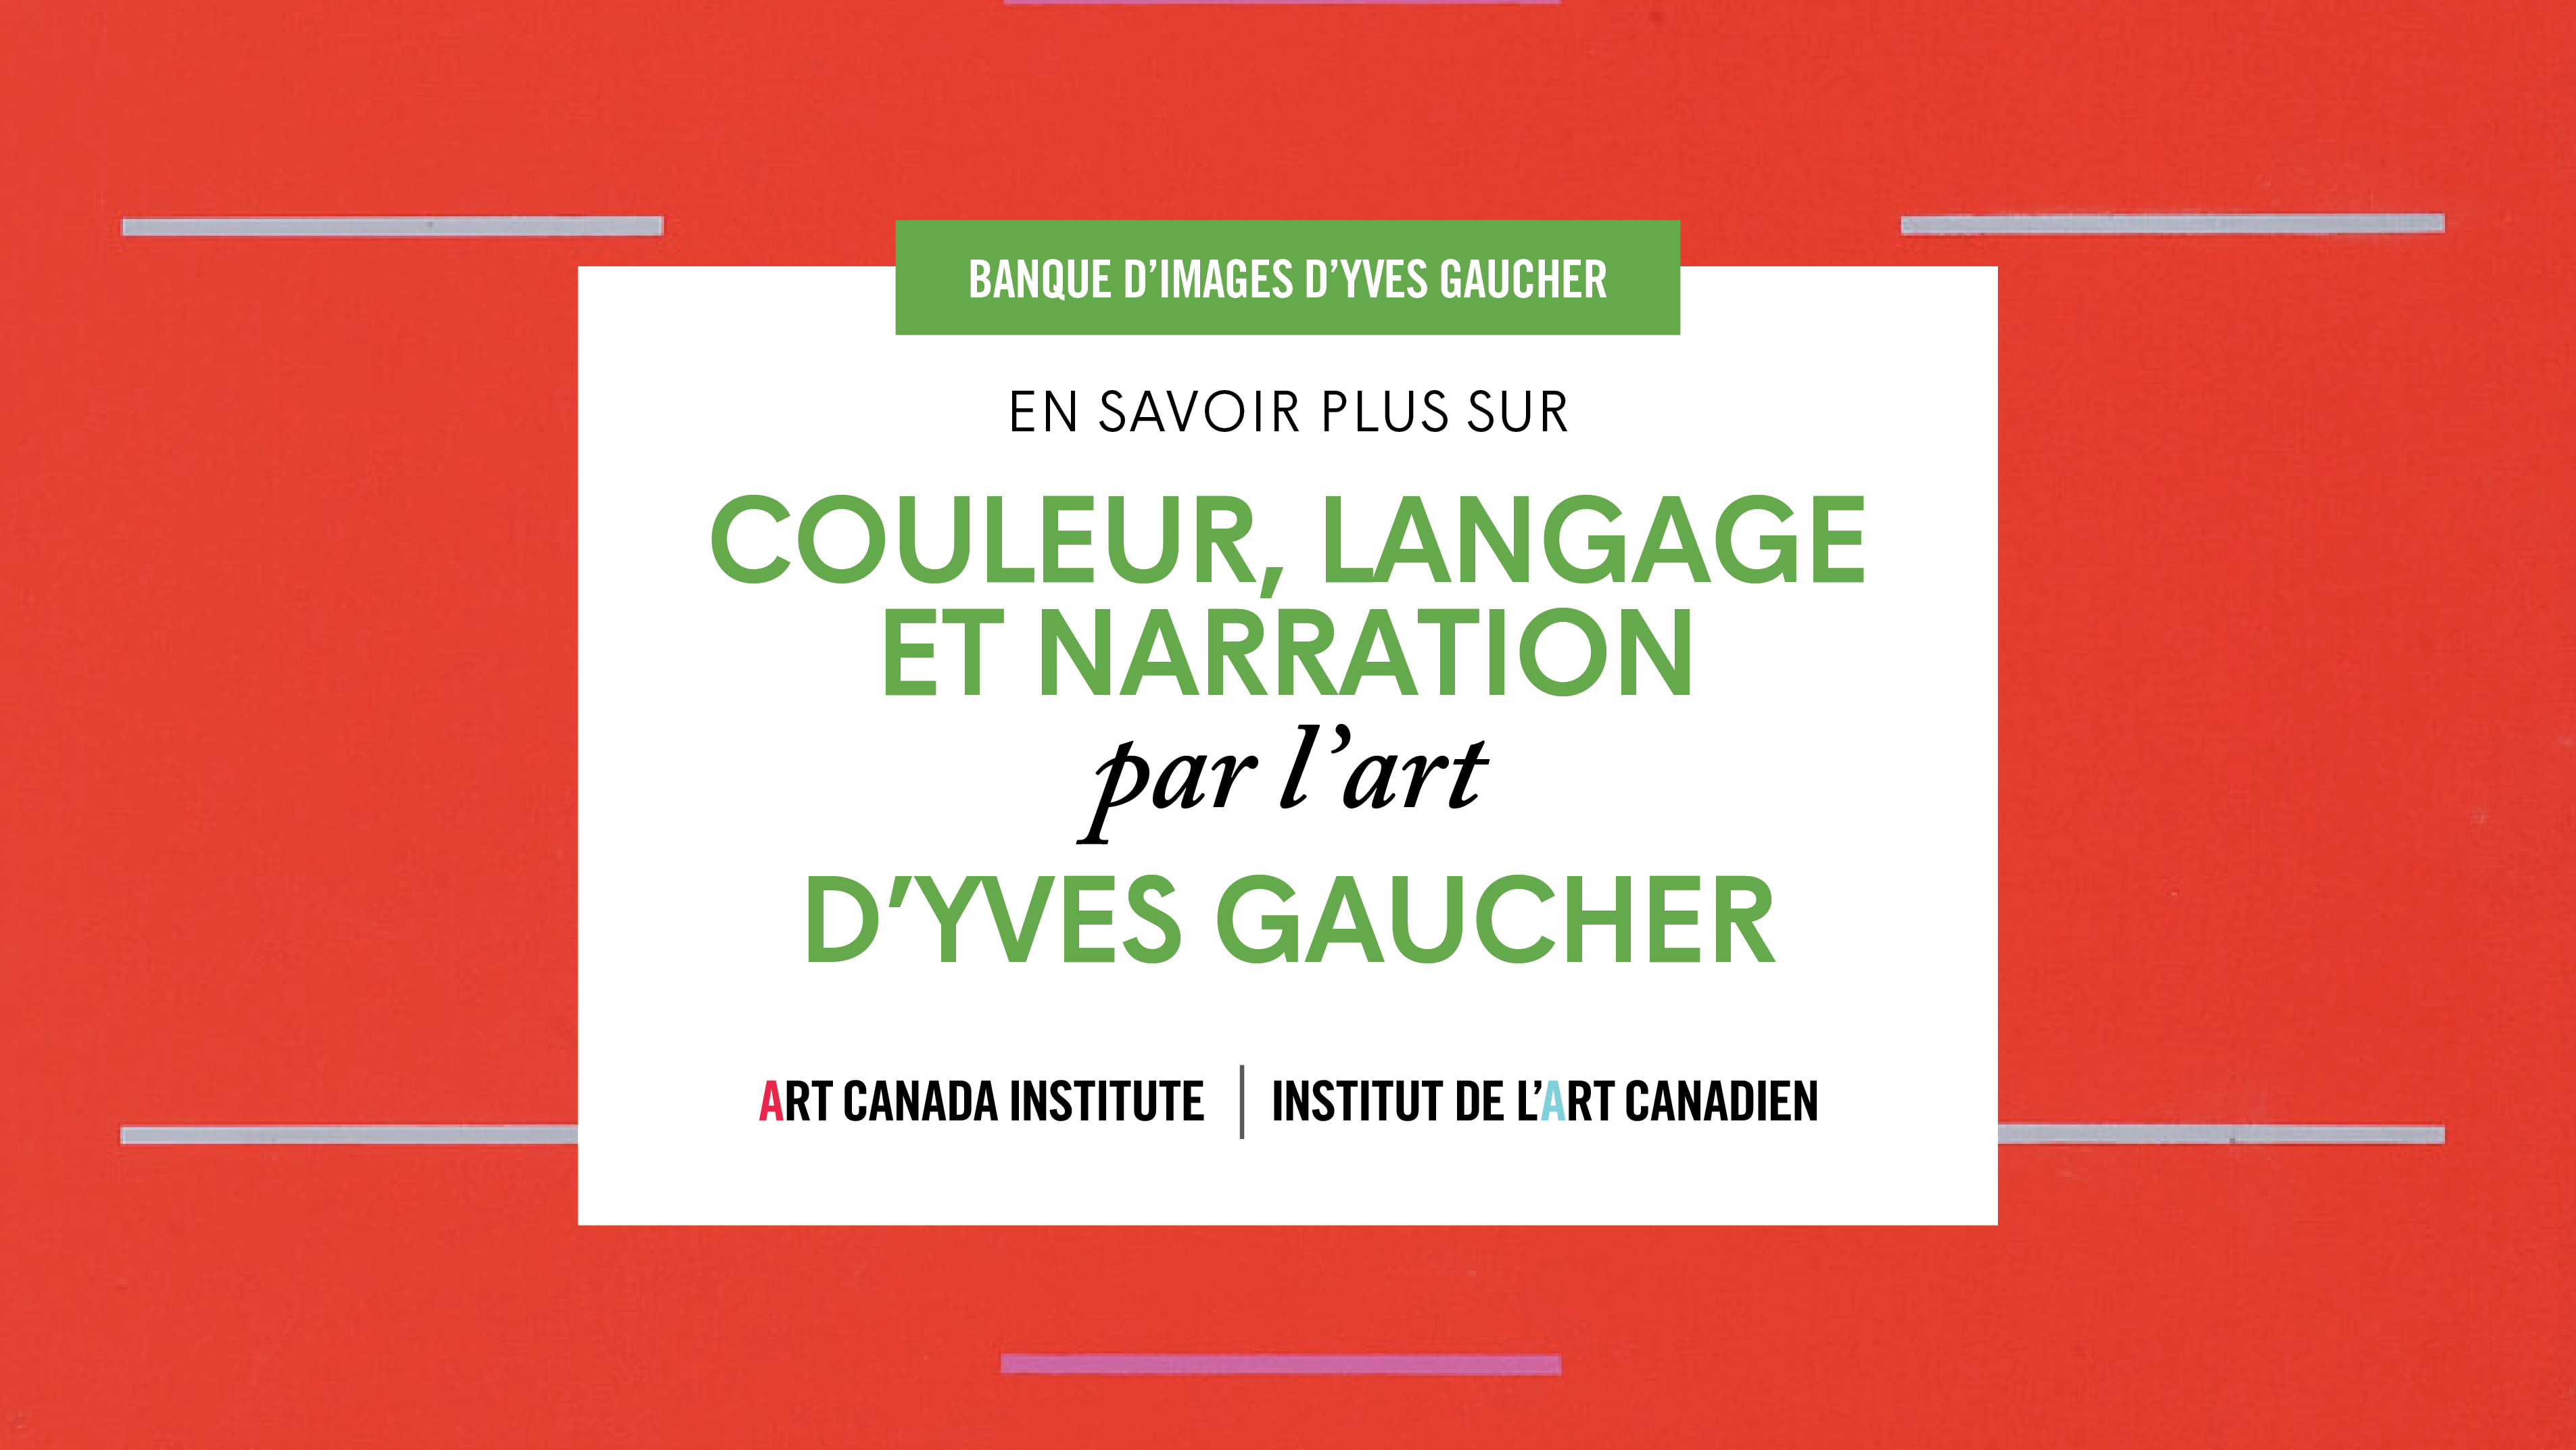 BANQUE D’IMAGES D’YVES GAUCHER
EN SAVOIR PLUS SUR
COULEUR, LANGAGE
ET NARRATION
par l’art
D’YVES GAUCHER
ART CANADA INSTITUTE | INSTITUT DE L’ART CANADIEN